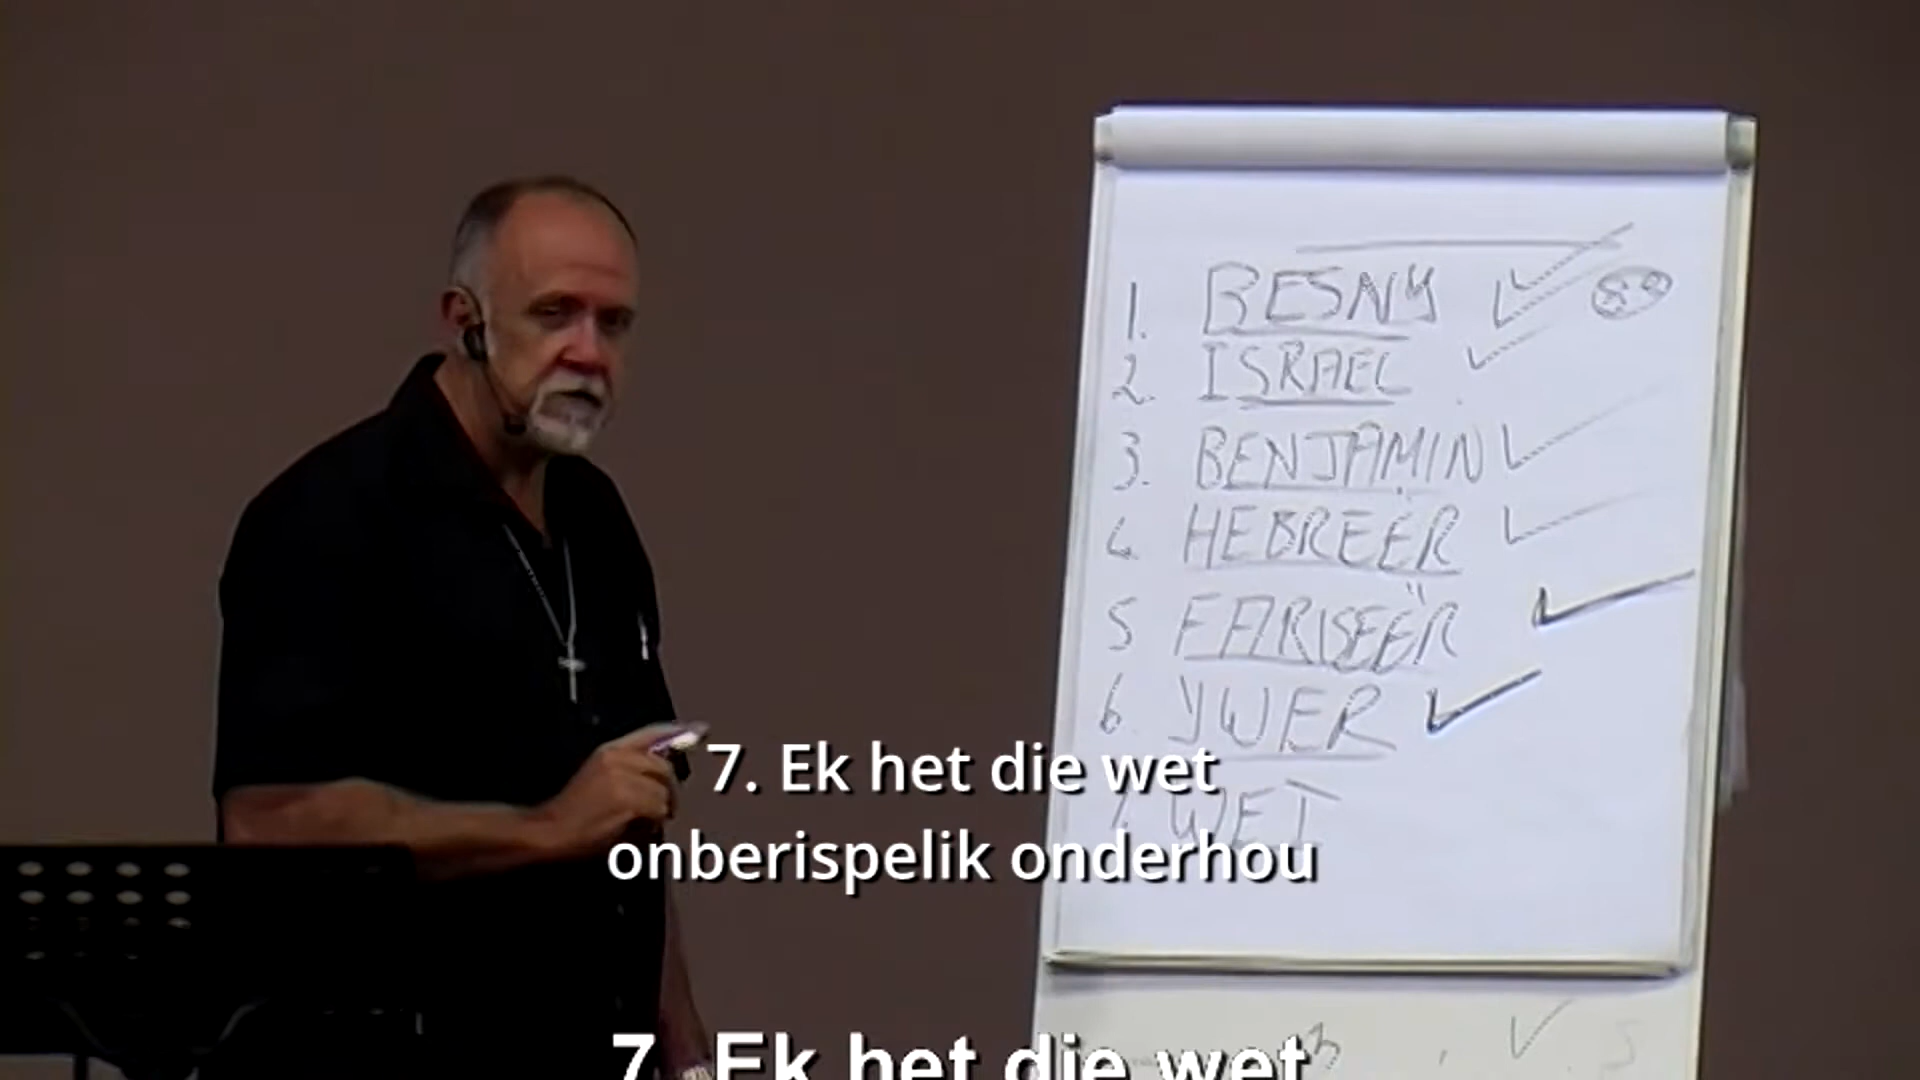 1. BESNY
2. ISRAEL
3. BENJAMIN
4 HEBREËR
5 FARISEËR
6. YWER
7. WET
7. Ek het die wet
onberispelik onderhou
7. Ek het die wet